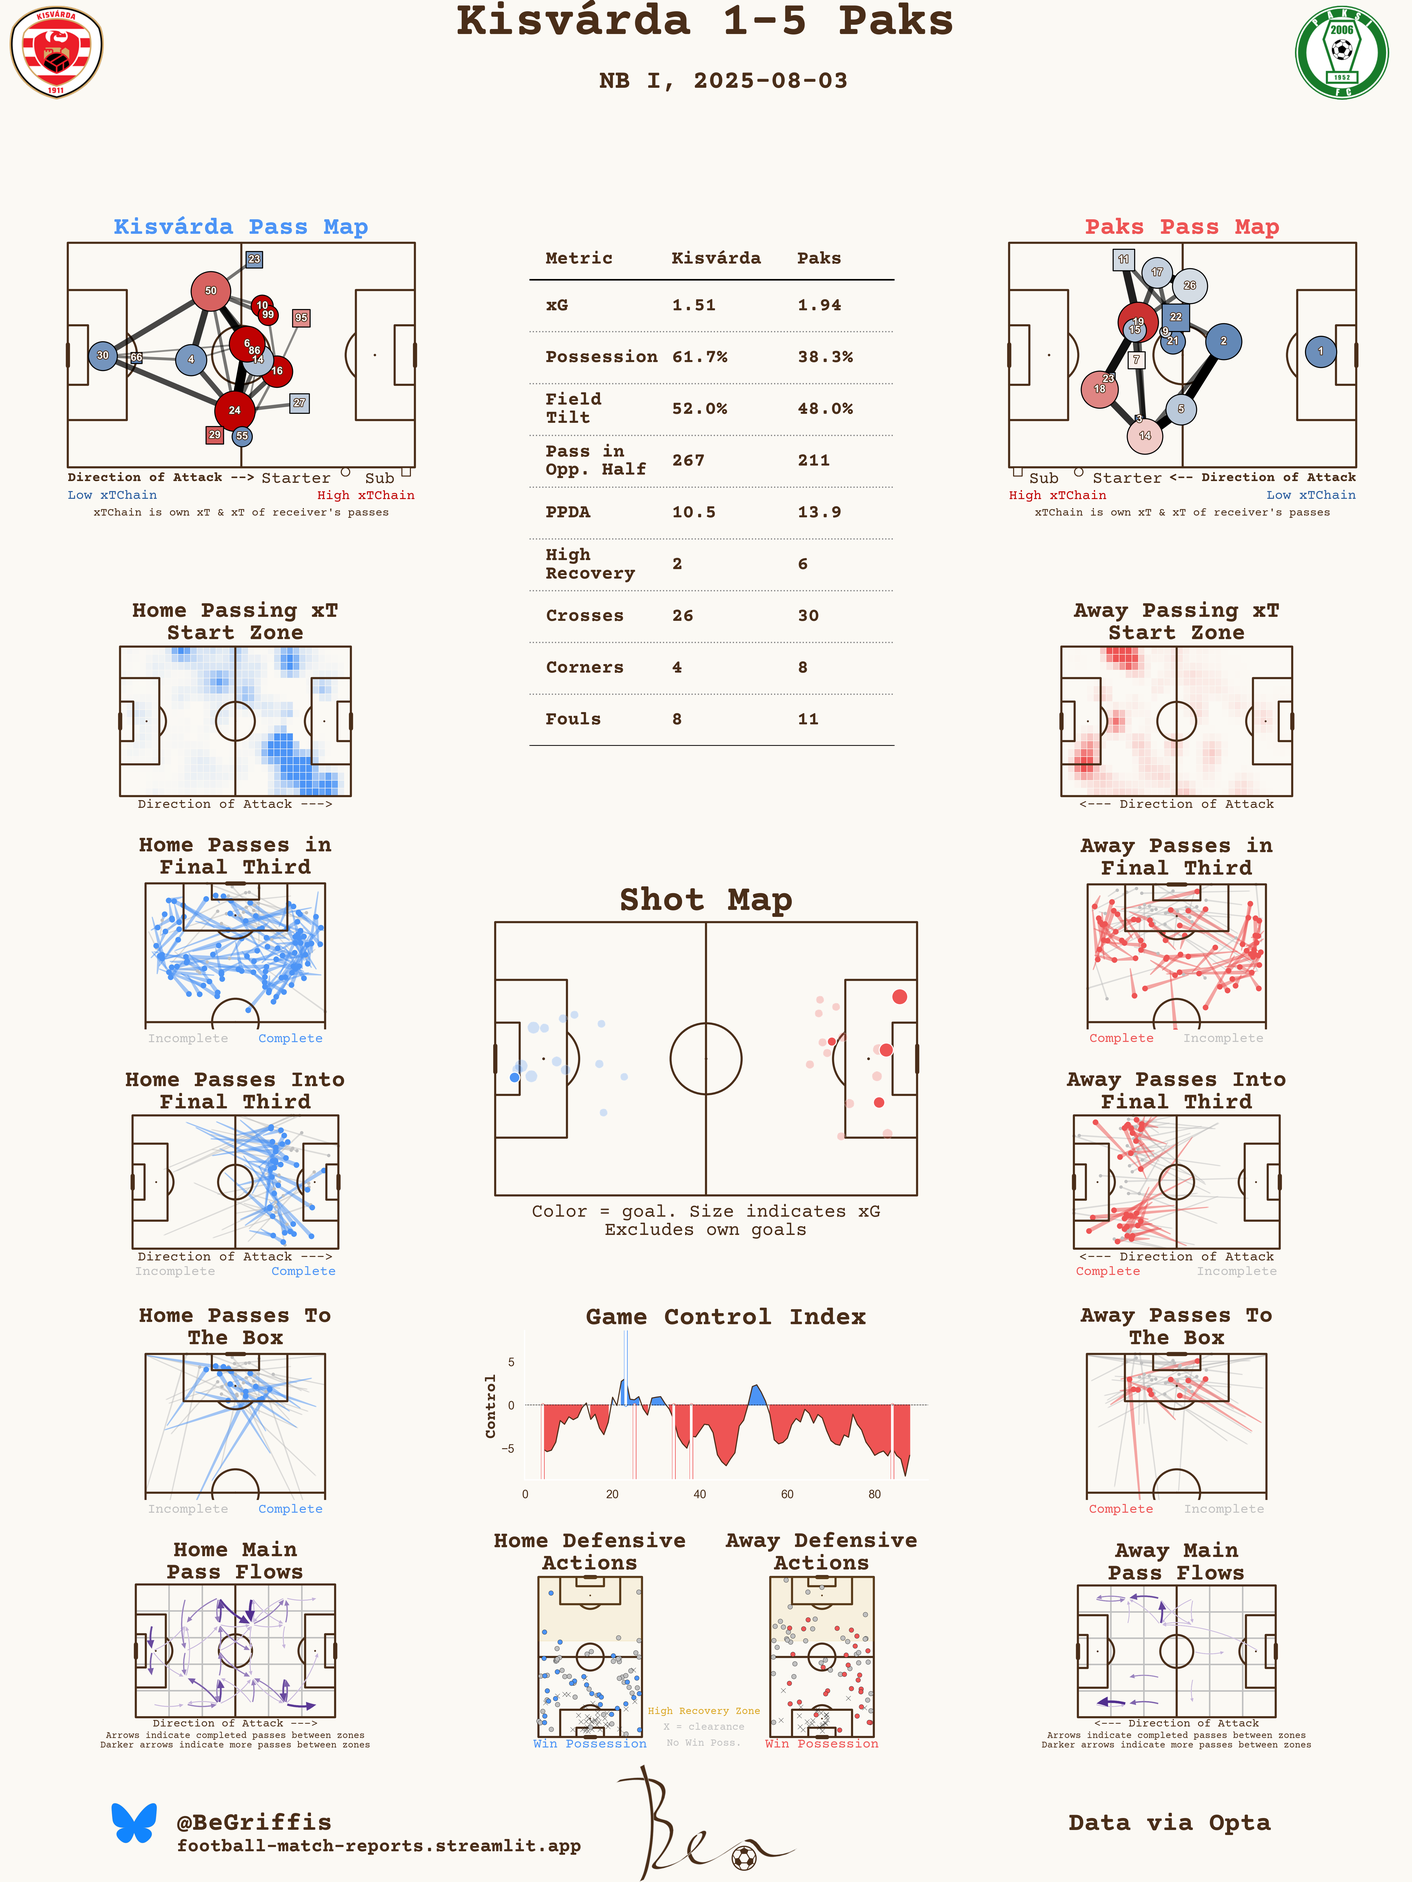 Kisvárda 1-5 Paks
NB I, 2025-08-03
KISVÁRDA
1911
PAKSI
2006
1952
FC
Kisvárda Pass Map
23
50
10
99
95
6
86
14
30
66
4
16
24
27
29
55
Direction of Attack --> Starter Sub
Low xTChain High xTChain
xTChain is own xT & xT of receiver's passes
Metric Kisvárda Paks
xG 1.51 1.94
Possession 61.7% 38.3%
Field
Tilt 52.0% 48.0%
Pass in
Opp. Half 267 211
PPDA 10.5 13.9
High
Recovery 2 6
Crosses 26 30
Corners 4 8
Fouls 8 11
Paks Pass Map
11
17
26
19
15
22
9
21
2
1
7
23
18
3
5
14
Sub Starter <-- Direction of Attack
High xTChain Low xTChain
xTChain is own xT & xT of receiver's passes
Home Passing xT
Start Zone
Direction of Attack --->
Away Passing xT
Start Zone
<--- Direction of Attack
Home Passes in
Final Third
Incomplete Complete
Away Passes in
Final Third
Complete Incomplete
Shot Map
Color = goal. Size indicates xG
Excludes own goals
Home Passes Into
Final Third
Direction of Attack --->
Incomplete Complete
Away Passes Into
Final Third
<--- Direction of Attack
Complete Incomplete
Home Passes To
The Box
Incomplete Complete
Game Control Index
Control
5
0
−5
0 20 40 60 80
Away Passes To
The Box
Complete Incomplete
Home Main
Pass Flows
Direction of Attack --->
Arrows indicate completed passes between zones
Darker arrows indicate more passes between zones
Home Defensive
Actions
Win Possession
Away Defensive
Actions
Win Possession
High Recovery Zone
X = clearance
No Win Poss.
Away Main
Pass Flows
<--- Direction of Attack
Arrows indicate completed passes between zones
Darker arrows indicate more passes between zones
@BeGriffis
football-match-reports.streamlit.app
Ben
Data via Opta